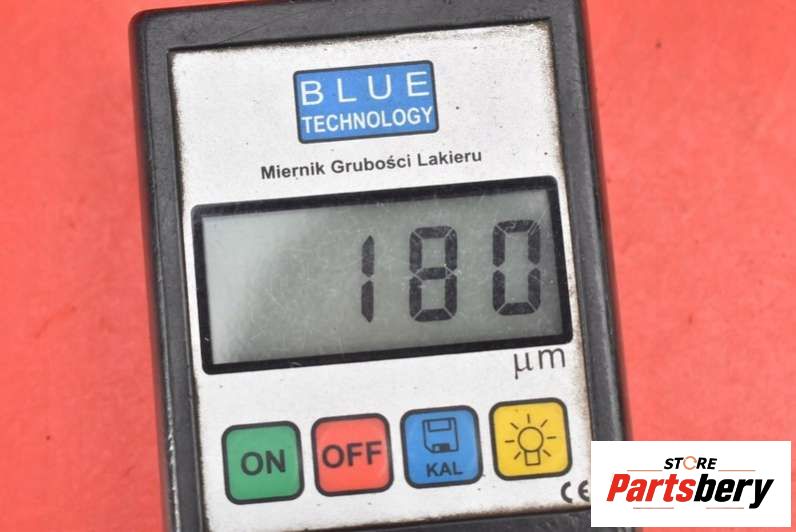 BLUE
TECHNOLOGY
Miernik Grubości Lakieru
180
µm
ON
OFF
KAL
CE
STORE
Partsbery